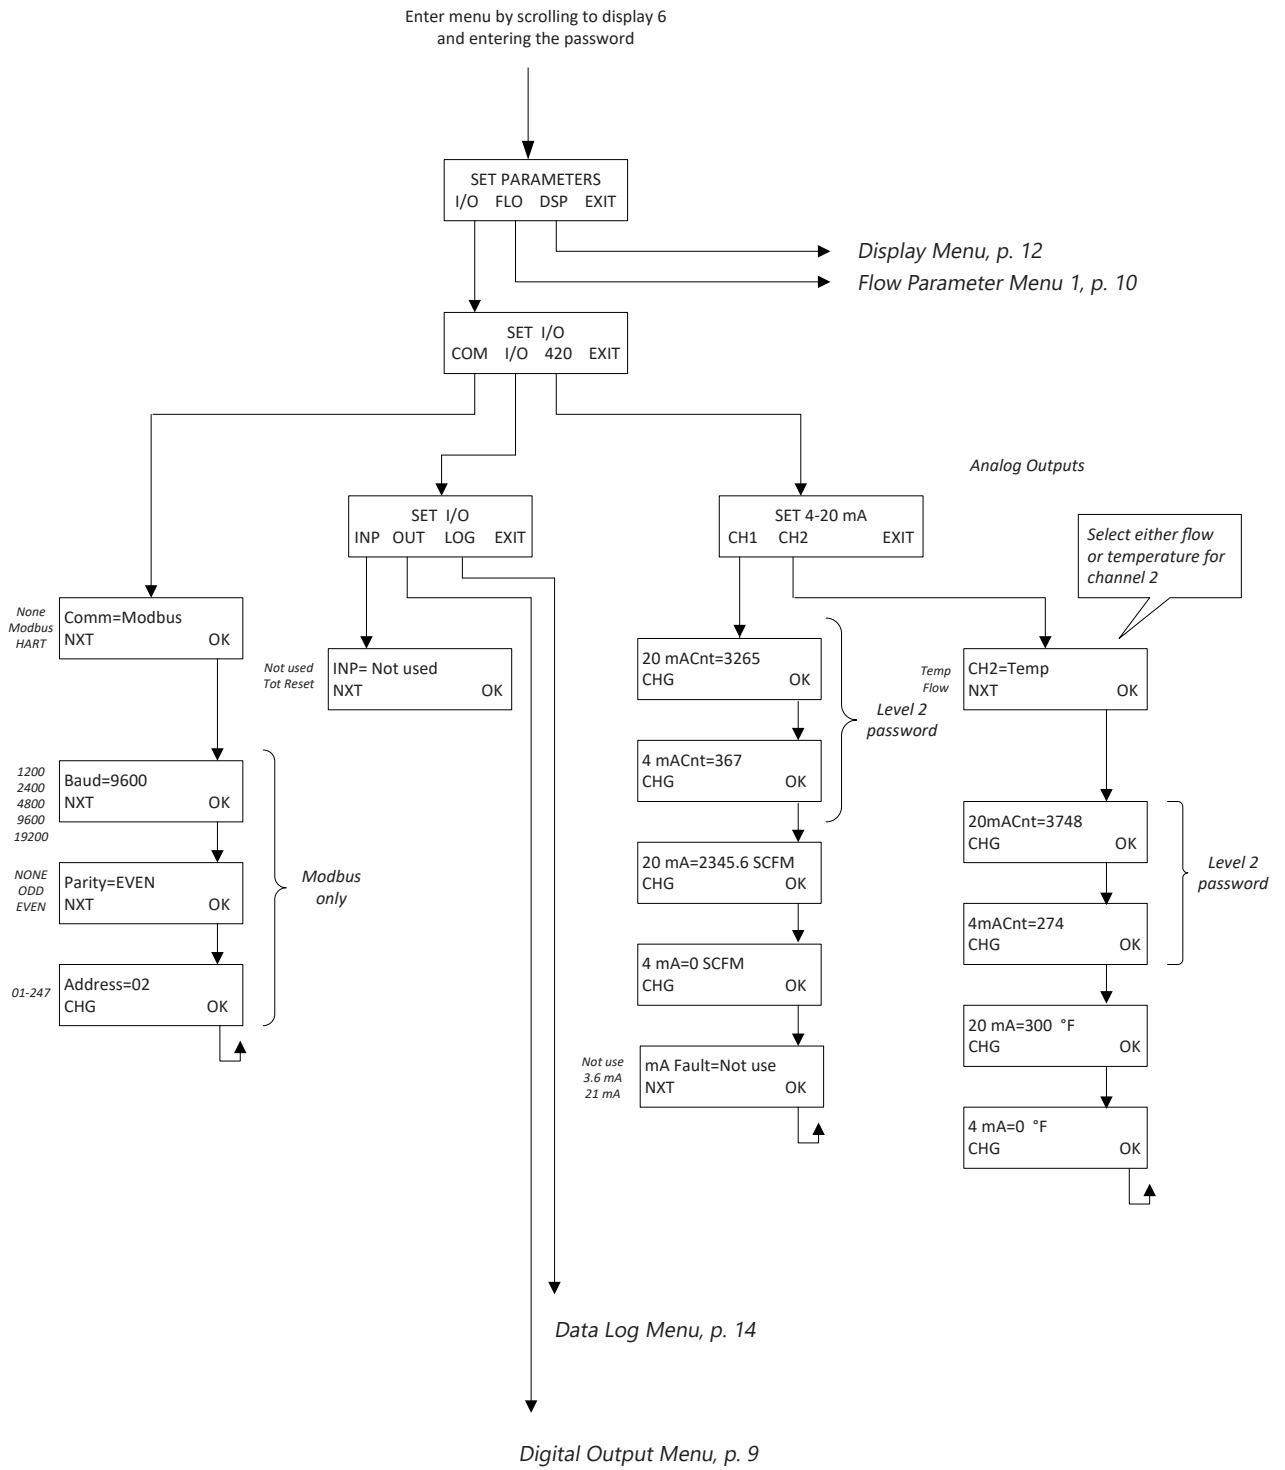 Enter menu by scrolling to display 6
and entering the password
SET PARAMETERS
I/O FLO DSP EXIT
Display Menu, p. 12
Flow Parameter Menu 1, p. 10
SET I/O
COM I/O 420 EXIT
Analog Outputs
SET I/O
INP OUT LOG EXIT
SET 4-20 mA
CH1 CH2 EXIT
Select either flow
or temperature for
channel 2
None
Modbus
HART
Comm=Modbus
NXT OK
Not used
Tot Reset
INP= Not used
NXT OK
20 mACnt=3265
CHG OK
Level 2
password
4 mACnt=367
CHG OK
Temp
Flow
CH2=Temp
NXT OK
1200
2400
4800
9600
19200
Baud=9600
NXT OK
NONE
ODD
EVEN
Parity=EVEN
NXT OK
Modbus
only
01-247
Address=02
CHG OK
20 mA=2345.6 SCFM
CHG OK
4 mA=0 SCFM
CHG OK
Not use
3.6 mA
21 mA
mA Fault=Not use
NXT OK
20mACnt=3748
CHG OK
Level 2
password
4mACnt=274
CHG OK
20 mA=300 °F
CHG OK
4 mA=0 °F
CHG OK
Data Log Menu, p. 14
Digital Output Menu, p. 9